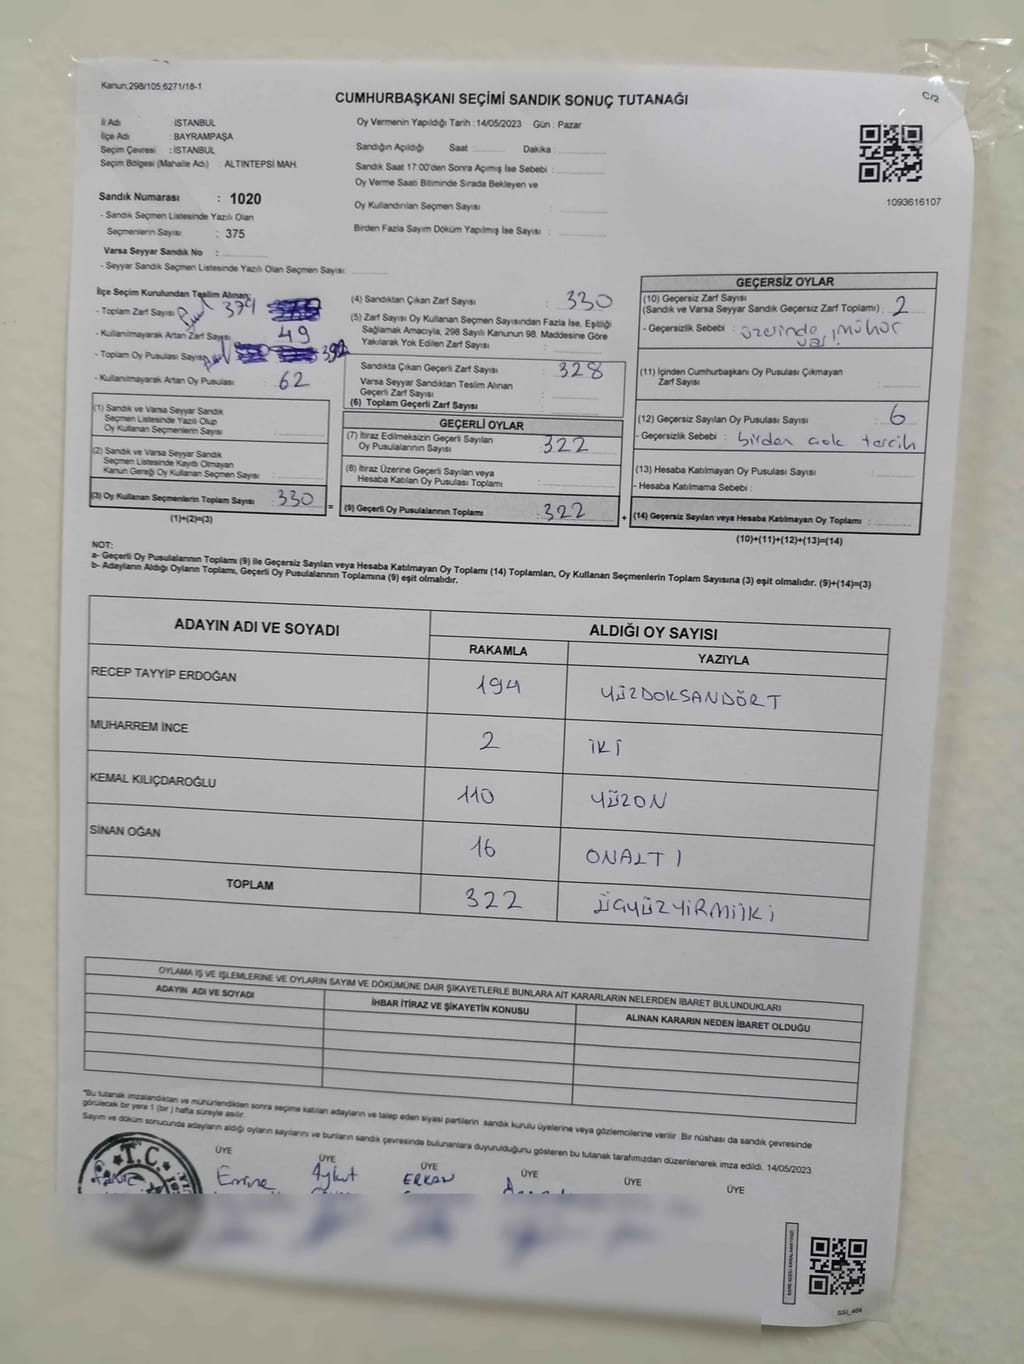 Kanun;298/105;6271/18-1
C/2
CUMHURBAŞKANI SEÇİMİ SANDIK SONUÇ TUTANAĞI
İl Adı : İSTANBUL
İlçe Adı : BAYRAMPAŞA
Seçim Çevresi : İSTANBUL
Seçim Bölgesi (Mahalle Adı) : ALTINTEPSİ MAH.
Sandık Numarası : 1020
- Sandık Seçmen Listesinde Yazılı Olan
Seçmenlerin Sayısı : 375
Varsa Seyyar Sandık No :
- Seyyar Sandık Seçmen Listesinde Yazılı Olan Seçmen Sayısı:
Oy Vermenin Yapıldığı Tarih : 14/05/2023 Gün : Pazar
Sandığın Açıldığı Saat Dakika
Sandık Saat 17:00'den Sonra Açımış İse Sebebi :
Oy Verme Saati Bitiminde Sırada Bekleyen ve
Oy Kullandırılan Seçmen Sayısı :
Birden Fazla Sayım Döküm Yapılmış İse Sayısı :
1093616107
İlçe Seçim Kurulundan Teslim Alınan;
- Toplam Zarf Sayısı 379
- Kullanılmayarak Artan Zarf Sayısı 49
- Toplam Oy Pusulası Sayısı 392
- Kullanılmayarak Artan Oy Pusulası : 62
(1) Sandık ve Varsa Seyyar Sandık
Seçmen Listesinde Yazılı Olup
Oy Kullanan Seçmenlerin Sayısı :
(2) Sandık ve Varsa Seyyar Sandık
Seçmen Listesinde Kaydı Olmayan
Kanun Gereği Oy Kullanan Seçmen Sayısı :
(3) Oy Kullanan Seçmenlerin Toplam Sayısı : 330
(1)+(2)=(3)
=
(4) Sandıktan Çıkan Zarf Sayısı : 330
(5) Zarf Sayısı Oy Kullanan Seçmen Sayısından Fazla İse, Eşitliği
Sağlamak Amacıyla; 298 Sayılı Kanunun 98. Maddesine Göre
Yakılarak Yok Edilen Zarf Sayısı :
Sandıkta Çıkan Geçerli Zarf Sayısı : 328
Varsa Seyyar Sandıktan Teslim Alınan
Geçerli Zarf Sayısı :
(6) Toplam Geçerli Zarf Sayısı :
GEÇERLİ OYLAR
(7) İtiraz Edilmeksizin Geçerli Sayılan
Oy Pusulasının Sayısı : 322
(8) İtiraz Üzerine Geçerli Sayılan veya
Hesaba Katılan Oy Pusulası Toplamı :
(9) Geçerli Oy Pusulalarının Toplamı : 322
+
GEÇERSİZ OYLAR
(10) Geçersiz Zarf Sayısı
(Sandık ve Varsa Seyyar Sandık Geçersiz Zarf Toplamı) : 2
- Geçersizlik Sebebi : üzerinde mühür
var!
(11) İçinden Cumhurbaşkanı Oy Pusulası Çıkmayan
Zarf Sayısı :
(12) Geçersiz Sayılan Oy Pusulası Sayısı : 6
- Geçersizlik Sebebi : birden çok tercih
(13) Hesaba Katılmayan Oy Pusulası Sayısı :
- Hesaba Katılmama Sebebi :
(14) Geçersiz Sayılan veya Hesaba Katılmayan Oy Toplamı :
(10)+(11)+(12)+(13)=(14)
NOT:
a- Geçerli Oy Pusulalarının Toplamı (9) ile Geçersiz Sayılan veya Hesaba Katılmayan Oy Toplamı (14) Toplamları, Oy Kullanan Seçmenlerin Toplam Sayısına (3) eşit olmalıdır. (9)+(14)=(3)
b- Adayların Aldığı Oyların Toplamı, Geçerli Oy Pusulalarının Toplamına (9) eşit olmalıdır.
ADAYIN ADI VE SOYADI ALDIĞI OY SAYISI
RAKAMLA YAZIYLA
RECEP TAYYİP ERDOĞAN 194 YÜZDOKSANDÖRT
MUHARREM İNCE 2 İKİ
KEMAL KILIÇDAROĞLU 110 YÜZON
SİNAN OĞAN 16 ONALTI
TOPLAM 322 ÜÇYÜZYİRMİİKİ
OYLAMA İŞ VE İŞLEMLERİNE VE OYLARIN SAYIM VE DÖKÜMÜNE DAİR ŞİKAYETLERLE BUNLARA AİT KARARLARIN NELERDEN İBARET BULUNDUKLARI
ADAYIN ADI VE SOYADI İHBAR İTİRAZ VE ŞİKAYETİN KONUSU ALINAN KARARIN NEDEN İBARET OLDUĞU
"Bu tutanak imzalandıktan ve mühürlendikten sonra seçime katılan adayların ve talep eden siyasi partilerin sandık kurulu üyelerine veya gözlemcilerine verilir. Bir nüshası da sandık çevresinde
görülecek bir yere 1 (bir ) hafta süreyle asılır.
Sayım ve döküm sonucunda adayların aldığı oyların sayılarını ve bunların sandık çevresinde bulunanlara duyurulduğunu gösteren bu tutanak tarafımızdan düzenlenerek imza edildi. 14/05/2023
ÜYE ÜYE ÜYE ÜYE ÜYE ÜYE
T.C.
Emine Aykut ERKAN
SSI_404